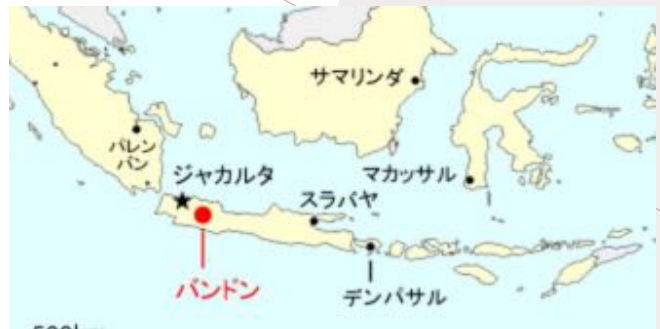 サマリンダ
パレン
バン
ジャカルタ
マカッサル
スラバヤ
バンドン
デンパサル